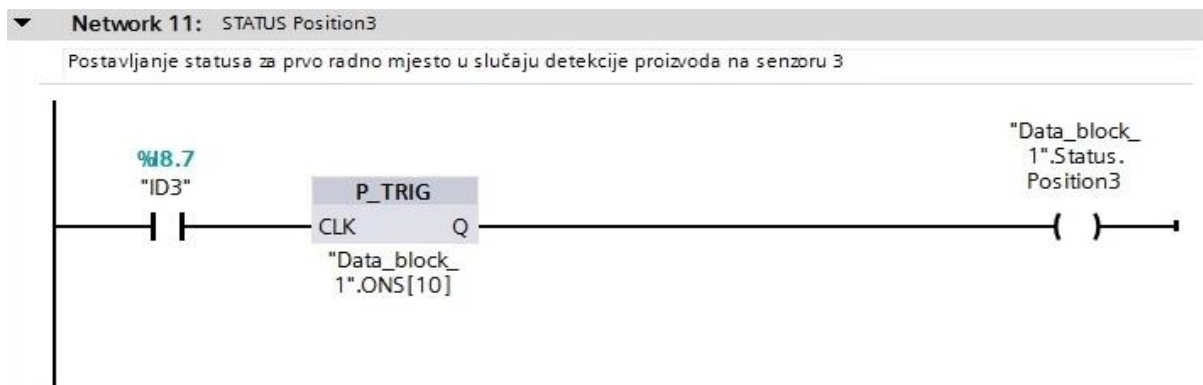 Network 11: STATUS Position3
Postavljanje statusa za prvo radno mjesto u slučaju detekcije proizvoda na senzoru 3
"Data_block_
1".Status.
Position3
%I8.7
"ID3"
P_TRIG
CLK Q
"Data_block_
1".ONS[10]